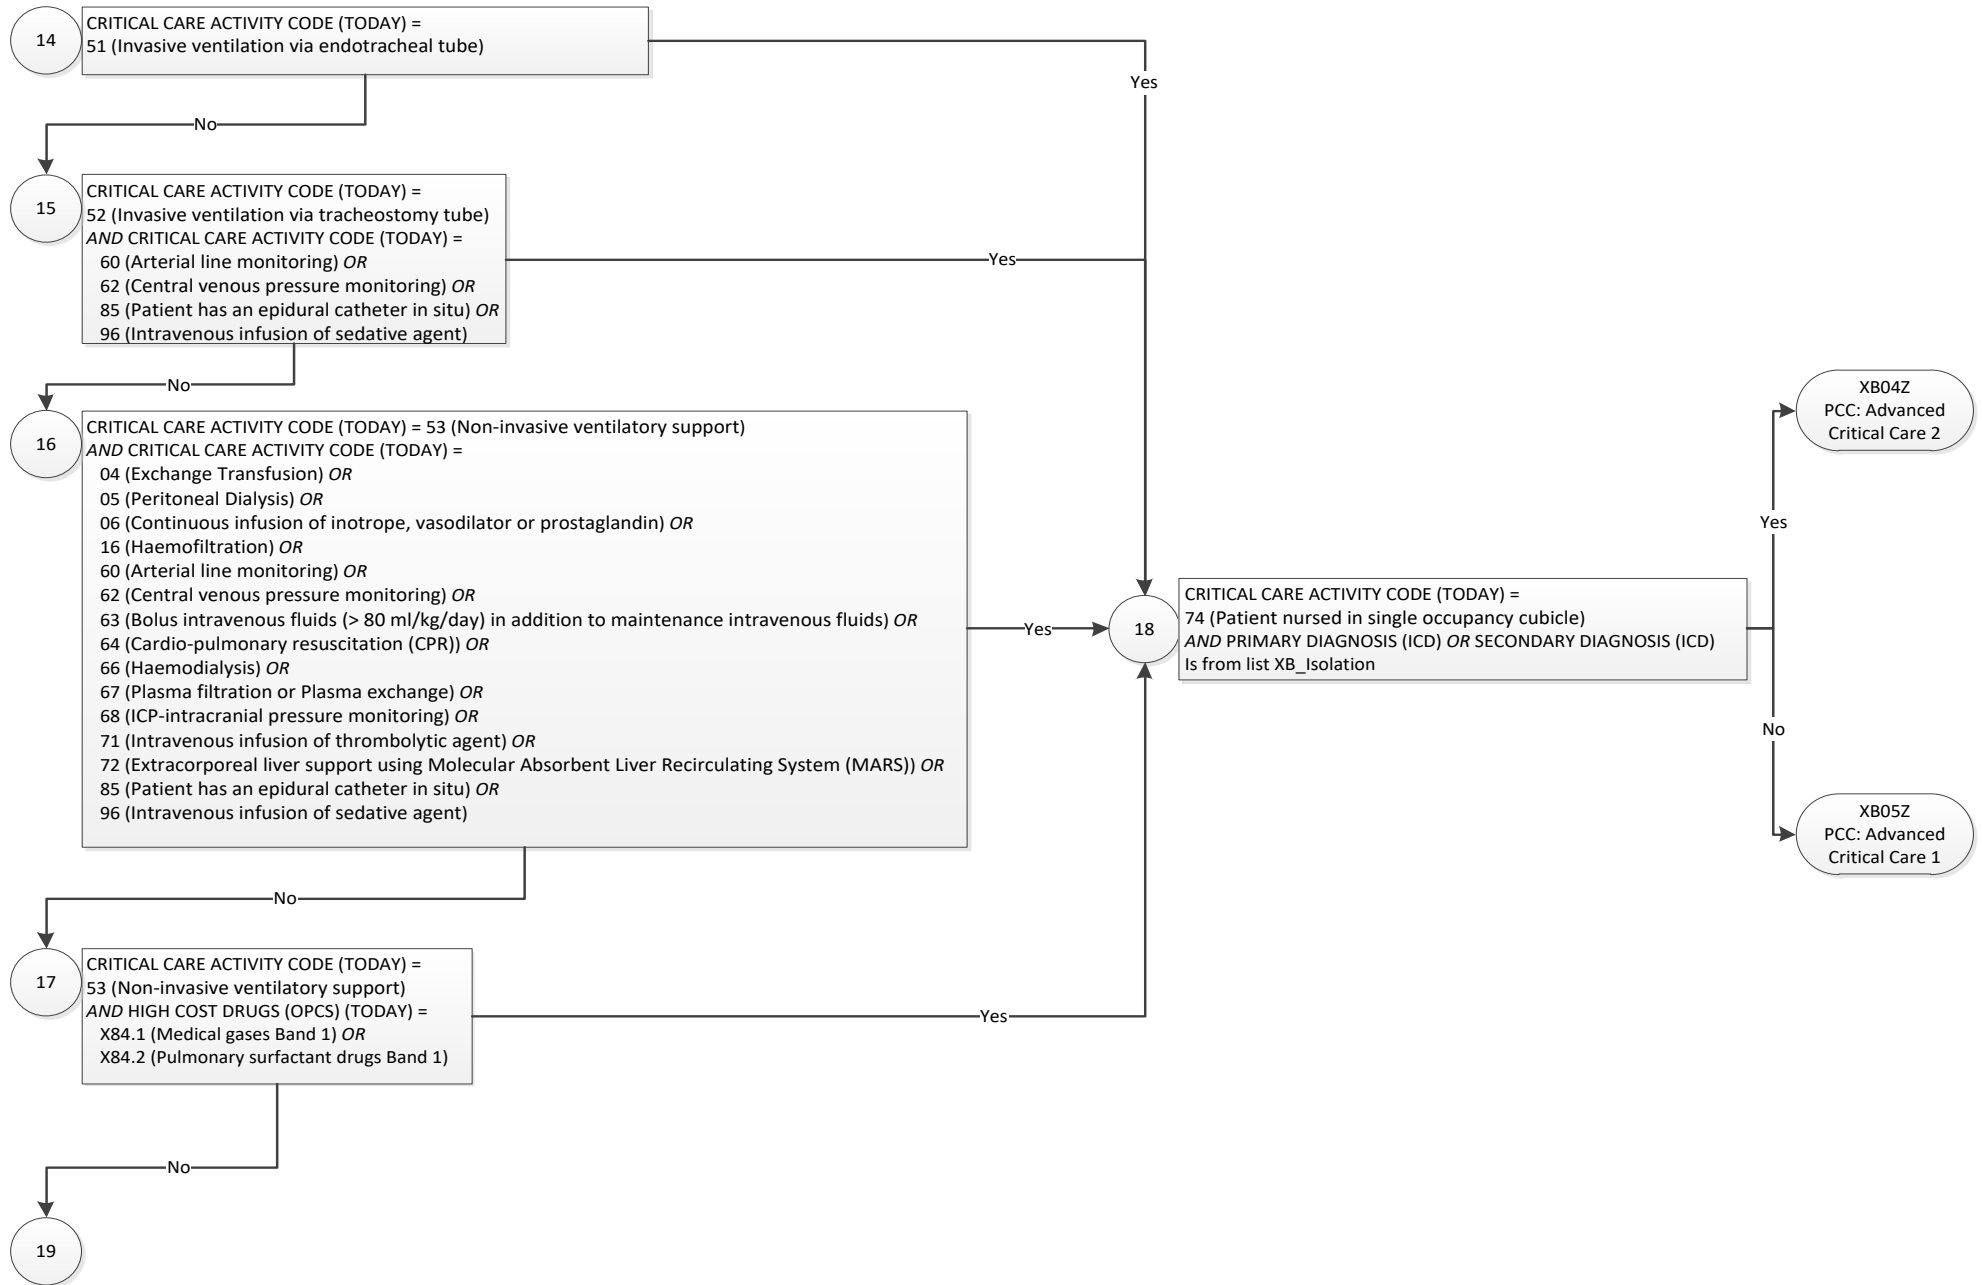 14
CRITICAL CARE ACTIVITY CODE (TODAY) =
51 (Invasive ventilation via endotracheal tube)
Yes
No
15
CRITICAL CARE ACTIVITY CODE (TODAY) =
52 (Invasive ventilation via tracheostomy tube)
AND CRITICAL CARE ACTIVITY CODE (TODAY) =
60 (Arterial line monitoring) OR
62 (Central venous pressure monitoring) OR
85 (Patient has an epidural catheter in situ) OR
96 (Intravenous infusion of sedative agent)
Yes
No
16
CRITICAL CARE ACTIVITY CODE (TODAY) = 53 (Non-invasive ventilatory support)
AND CRITICAL CARE ACTIVITY CODE (TODAY) =
04 (Exchange Transfusion) OR
05 (Peritoneal Dialysis) OR
06 (Continuous infusion of inotrope, vasodilator or prostaglandin) OR
16 (Haemofiltration) OR
60 (Arterial line monitoring) OR
62 (Central venous pressure monitoring) OR
63 (Bolus intravenous fluids (> 80 ml/kg/day) in addition to maintenance intravenous fluids) OR
64 (Cardio-pulmonary resuscitation (CPR)) OR
66 (Haemodialysis) OR
67 (Plasma filtration or Plasma exchange) OR
68 (ICP-intracranial pressure monitoring) OR
71 (Intravenous infusion of thrombolytic agent) OR
72 (Extracorporeal liver support using Molecular Absorbent Liver Recirculating System (MARS)) OR
85 (Patient has an epidural catheter in situ) OR
96 (Intravenous infusion of sedative agent)
Yes
No
17
CRITICAL CARE ACTIVITY CODE (TODAY) =
53 (Non-invasive ventilatory support)
AND HIGH COST DRUGS (OPCS) (TODAY) =
X84.1 (Medical gases Band 1) OR
X84.2 (Pulmonary surfactant drugs Band 1)
Yes
No
19
18
CRITICAL CARE ACTIVITY CODE (TODAY) =
74 (Patient nursed in single occupancy cubicle)
AND PRIMARY DIAGNOSIS (ICD) OR SECONDARY DIAGNOSIS (ICD)
Is from list XB_Isolation
Yes
No
XB04Z
PCC: Advanced
Critical Care 2
XB05Z
PCC: Advanced
Critical Care 1